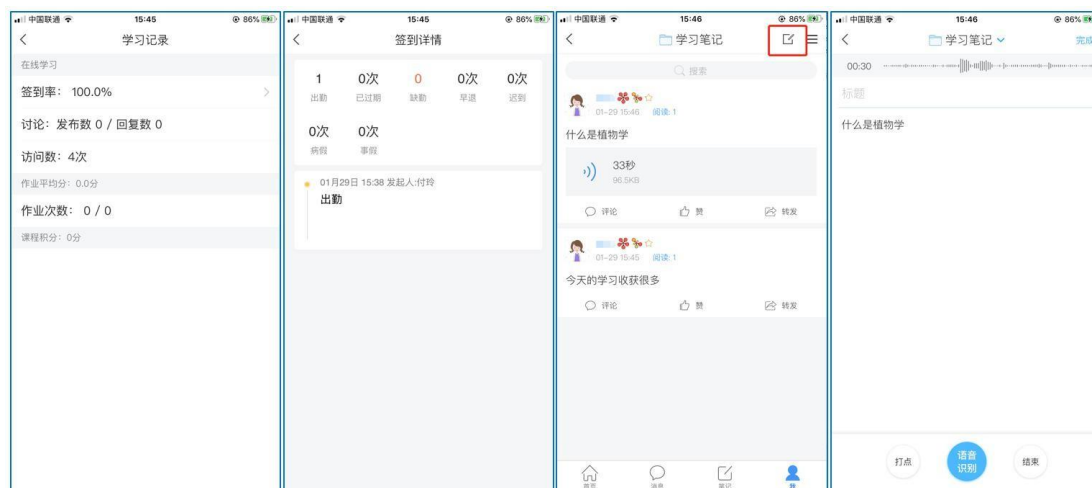 中国联通 15:45 86%
学习记录
在线学习
签到率： 100.0%
讨论：发布数 0 / 回复数 0
访问数：4次
作业平均分：0.0分
作业次数： 0 / 0
课程积分：0分
中国联通 15:45 86%
签到详情
1 0次 0 0次 0次
出勤 已过期 缺勤 早退 迟到
0次 0次
病假 事假
01月29日 15:38 发起人:付玲
出勤
中国联通 15:46 86%
学习笔记
搜索
01-29 15:46 阅读: 1
什么是植物学
33秒
96.5KB
评论 赞 转发
01-29 15:45 阅读: 1
今天的学习收获很多
评论 赞 转发
首页 消息 笔记 我
中国联通 15:46 86%
学习笔记 完成
00:30
标题
什么是植物学
打点 语音识别 结束